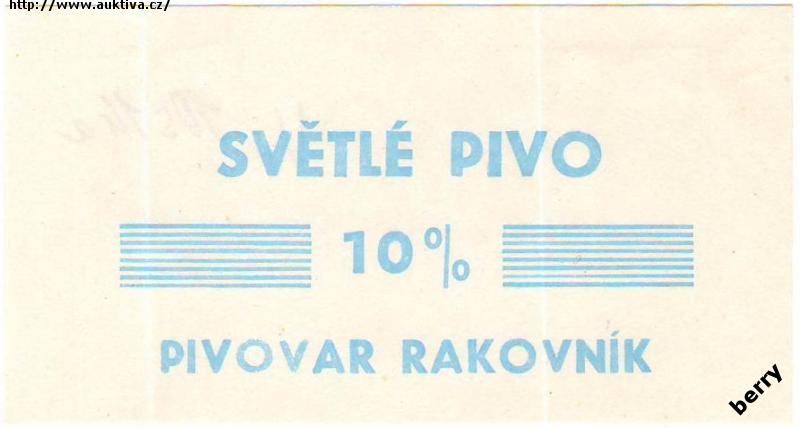 http://www.auktiva.cz/
SVĚTLÉ PIVO
10%
PIVOVAR RAKOVNÍK
berry